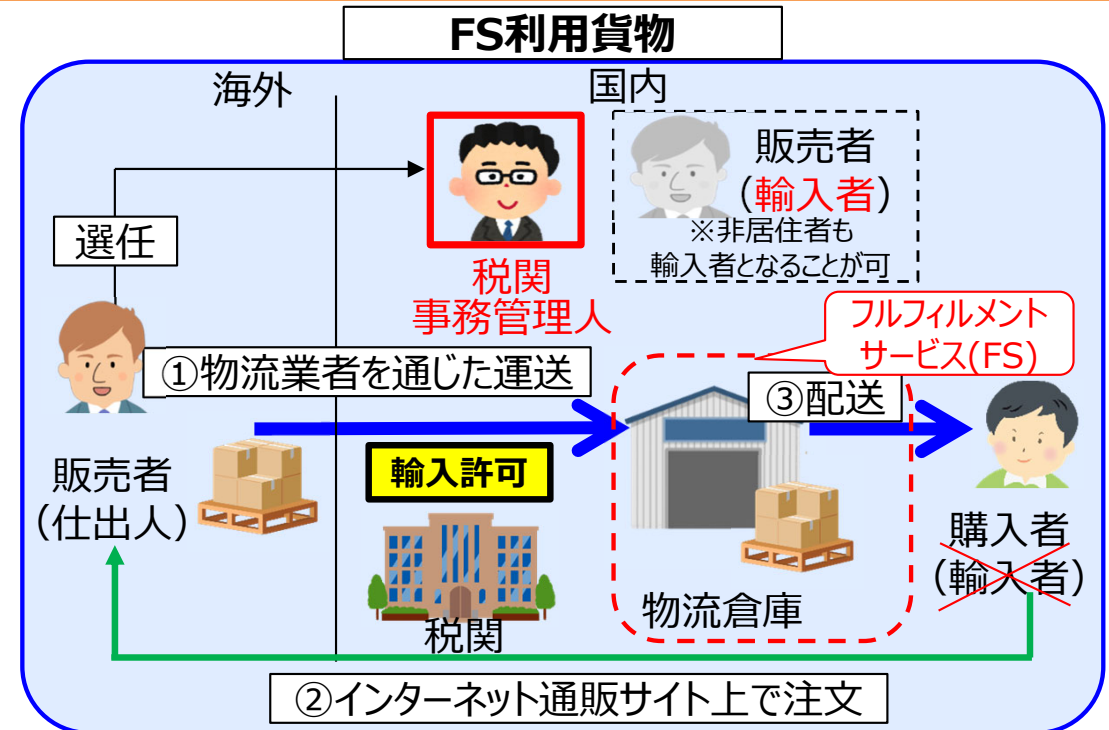 FS利用貨物
海外
国内
選任
税関
事務管理人
販売者
(輸入者)
※非居住者も
輸入者となることが可
フルフィルメント
サービス(FS)
①物流業者を通じた運送
③配送
輸入許可
販売者
(仕出人)
税関
物流倉庫
購入者
(輸入者)
②インターネット通販サイト上で注文